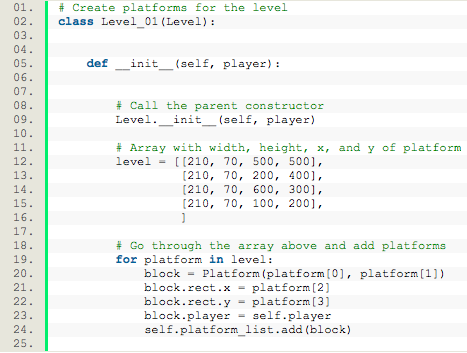 01. # Create platforms for the level
02. class Level_01(Level):
03.
04.
05.     def __init__(self, player):
06.
07.
08.         # Call the parent constructor
09.         Level.__init__(self, player)
10.
11.         # Array with width, height, x, and y of platform
12.         level = [[210, 70, 500, 500],
13.                  [210, 70, 200, 400],
14.                  [210, 70, 600, 300],
15.                  [210, 70, 100, 200],
16.                  ]
17.
18.         # Go through the array above and add platforms
19.         for platform in level:
20.             block = Platform(platform[0], platform[1])
21.             block.rect.x = platform[2]
22.             block.rect.y = platform[3]
23.             block.player = self.player
24.             self.platform_list.add(block)
25.